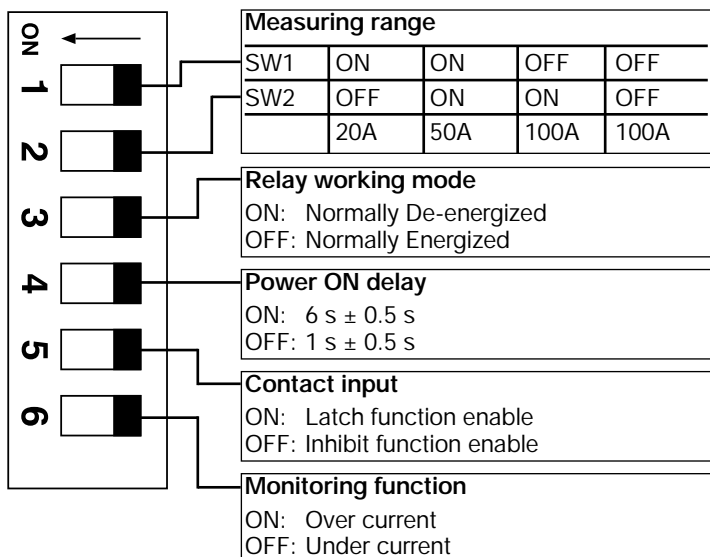 ON
1
2
3
4
5
6
Measuring range
SW1 ON ON OFF OFF
SW2 OFF ON ON OFF
20A 50A 100A 100A
Relay working mode
ON: Normally De-energized
OFF: Normally Energized
Power ON delay
ON: 6 s ± 0.5 s
OFF: 1 s ± 0.5 s
Contact input
ON: Latch function enable
OFF: Inhibit function enable
Monitoring function
ON: Over current
OFF: Under current